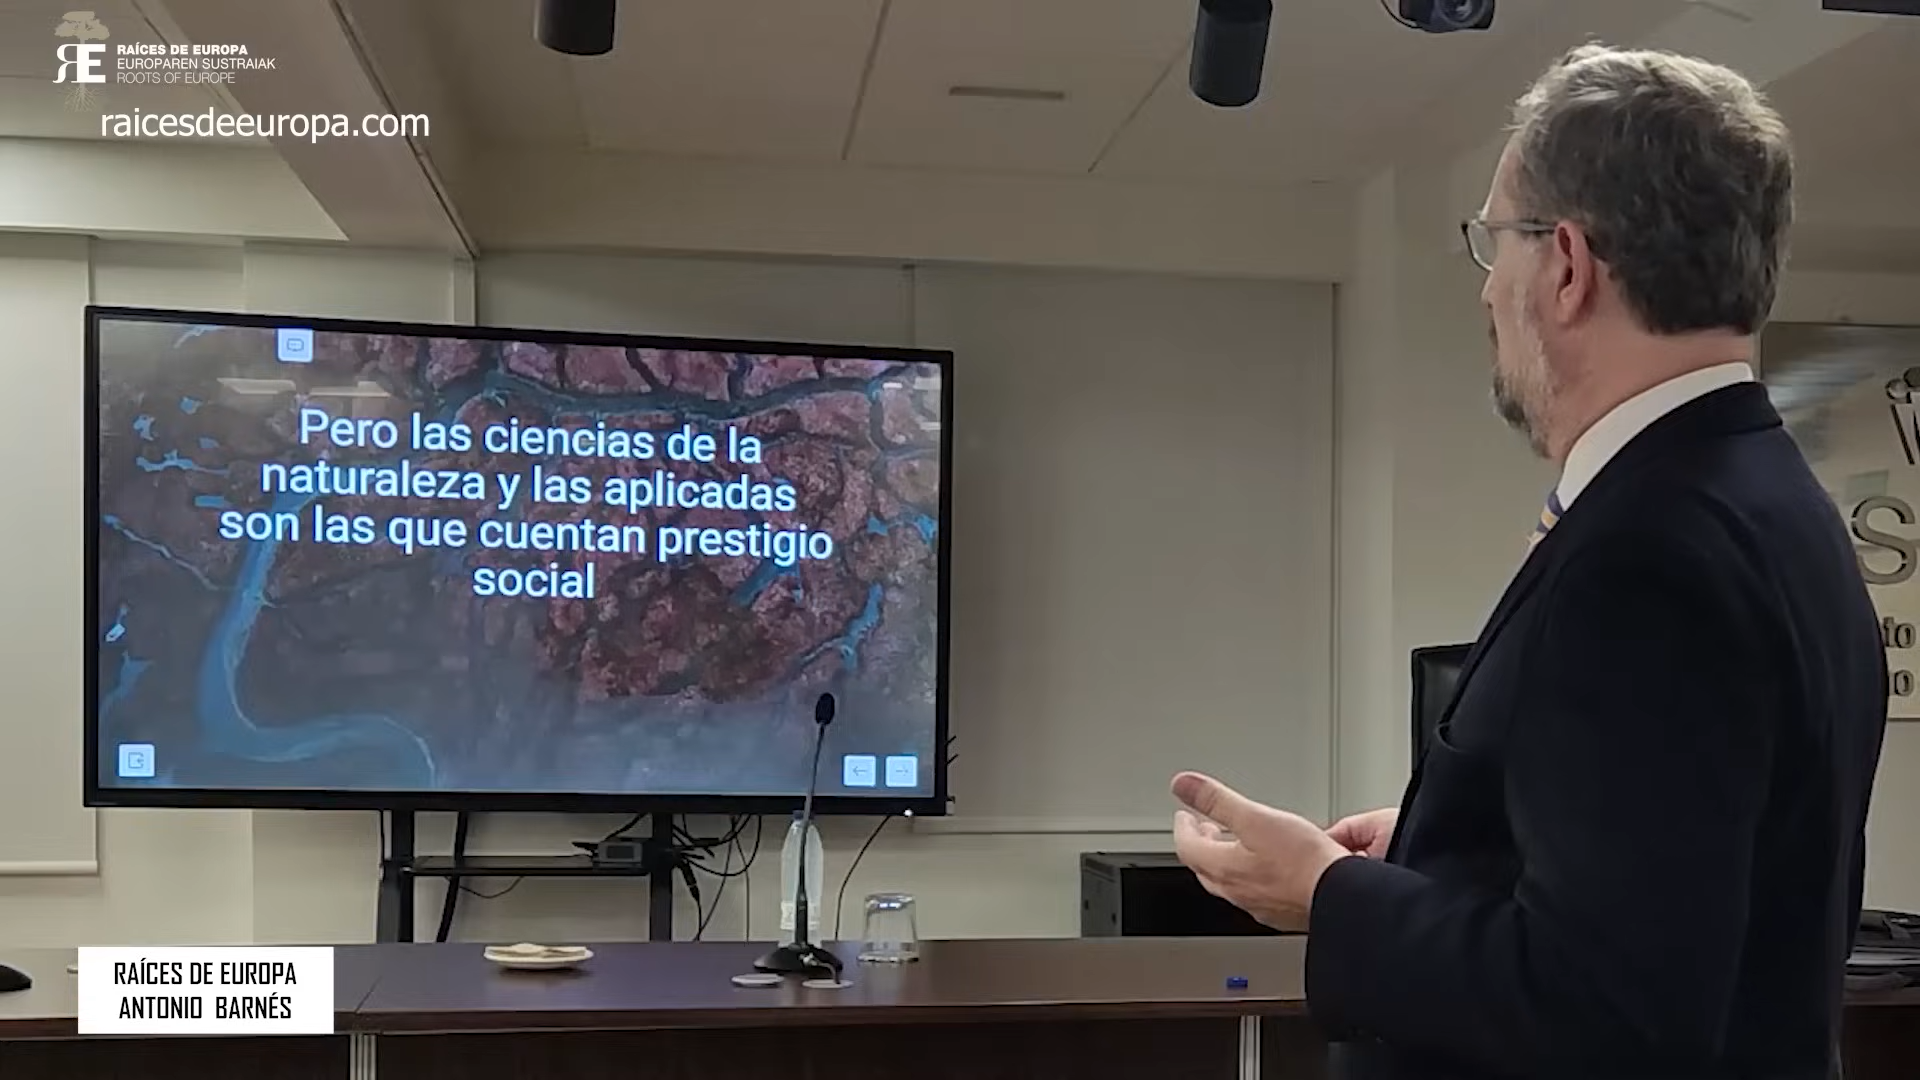 RAÍCES DE EUROPA
EUROPAREN SUSTRAIAK
ROOTS OF EUROPE
raicesdeeuropa.com
Pero las ciencias de la
naturaleza y las aplicadas
son las que cuentan prestigio
social
RAÍCES DE EUROPA
ANTONIO BARNÉS